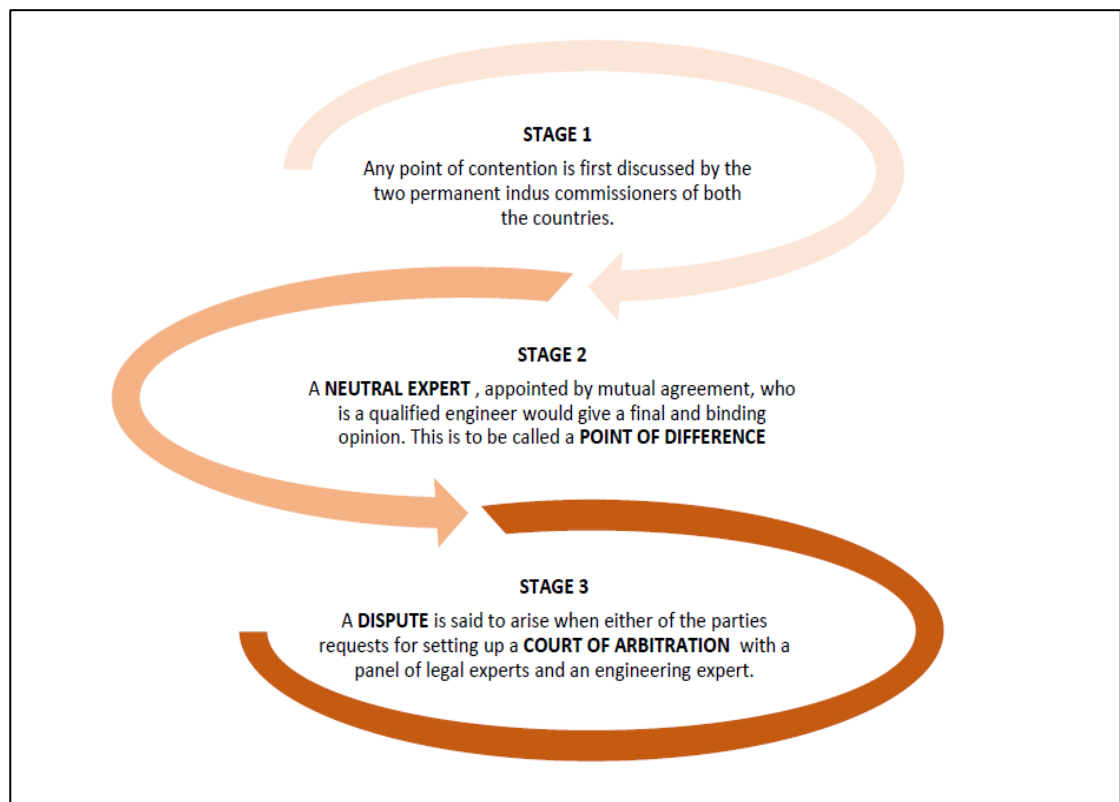 STAGE 1
Any point of contention is first discussed by the
two permanent indus commissioners of both
the countries.
STAGE 2
A NEUTRAL EXPERT , appointed by mutual agreement, who
is a qualified engineer would give a final and binding
opinion. This is to be called a POINT OF DIFFERENCE
STAGE 3
A DISPUTE is said to arise when either of the parties
requests for setting up a COURT OF ARBITRATION with a
panel of legal experts and an engineering expert.